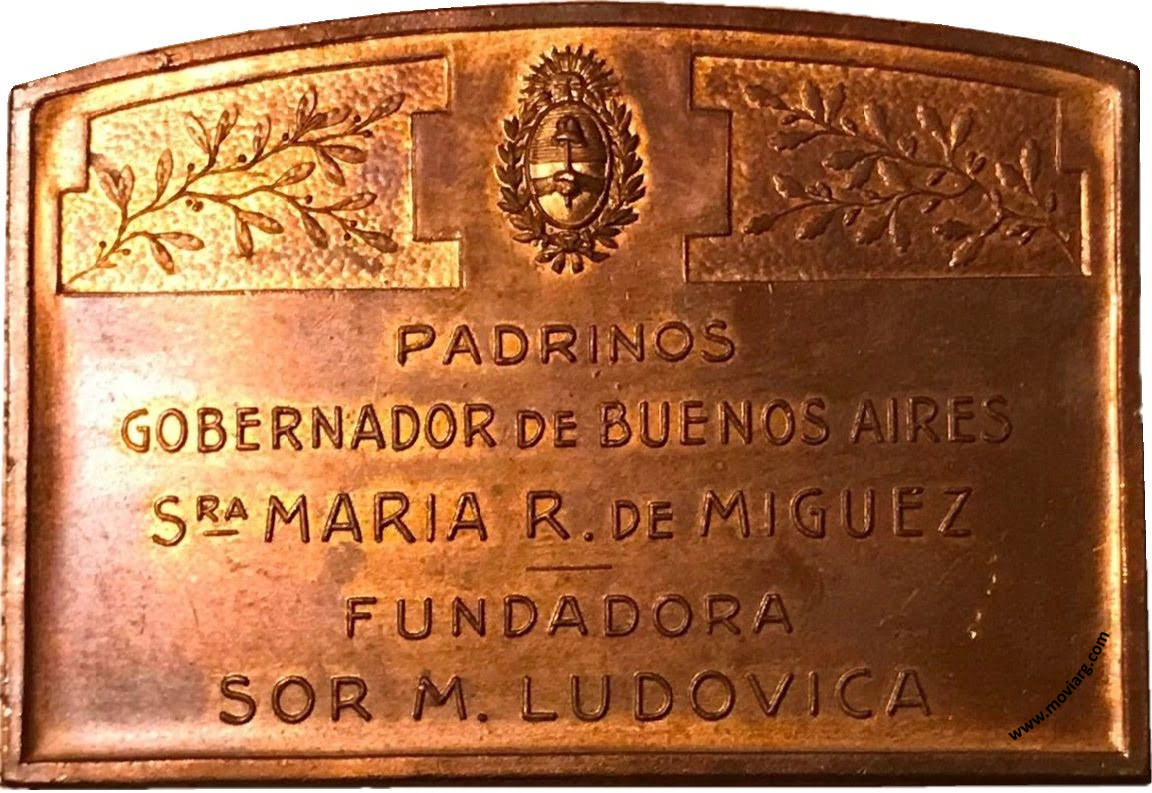 PADRINOS
GOBERNADOR DE BUENOS AIRES
SRA MARIA R. DE MIGUEZ
FUNDADORA
SOR M. LUDOVICA
www.moviarg.com